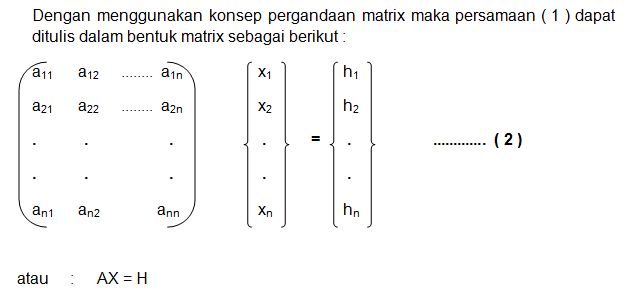 Dengan menggunakan konsep pergandaan matrix maka persamaan ( 1 ) dapat
ditulis dalam bentuk matrix sebagai berikut :
a₁₁ a₁₂ ........ a₁ₙ x₁ h₁
a₂₁ a₂₂ ........ a₂ₙ x₂ h₂
. . . . = . ............. ( 2 )
. . . . .
aₙ₁ aₙ₂ aₙₙ xₙ hₙ
atau : AX = H